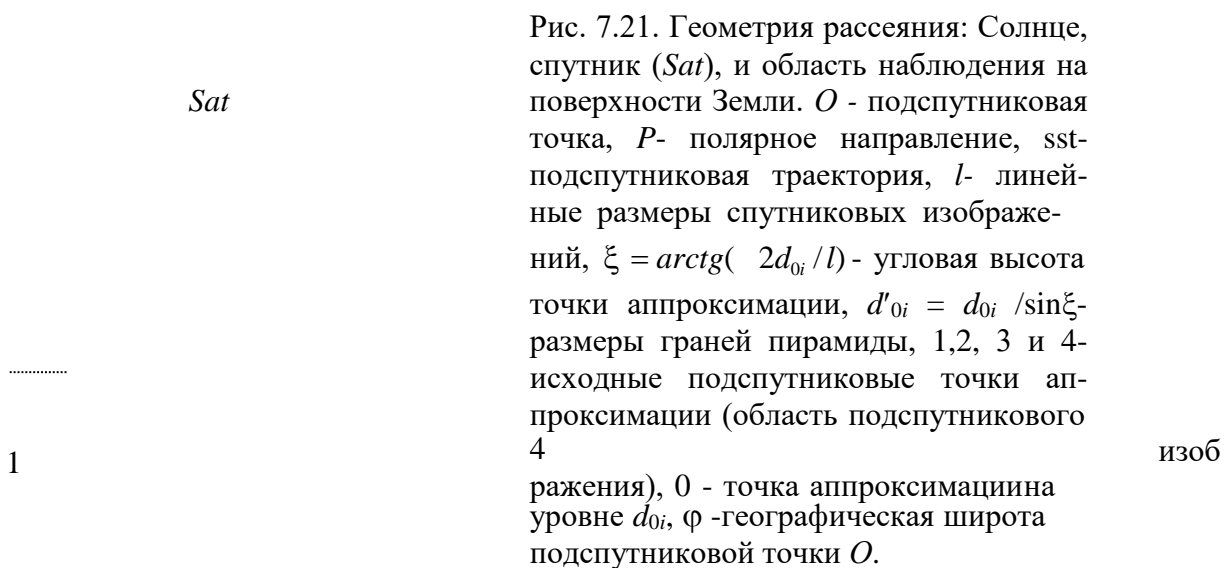 Рис. 7.21. Геометрия рассеяния: Солнце,
спутник (Sat), и область наблюдения на
Sat
поверхности Земли. O - подспутниковая
точка, P- полярное направление, sst-
подспутниковая траектория, l- линей-
ные размеры спутниковых изображе-
ний, ξ = arctg( 2d₀ᵢ / l) - угловая высота
точки аппроксимации, d'₀ᵢ = d₀ᵢ /sinξ-
размеры граней пирамиды, 1,2, 3 и 4-
...............
исходные подспутниковые точки ап-
проксимации (область подспутникового
1
4
изоб
ражения), 0 - точка аппроксимациина
уровне d₀ᵢ, φ -географическая широта
подспутниковой точки O.